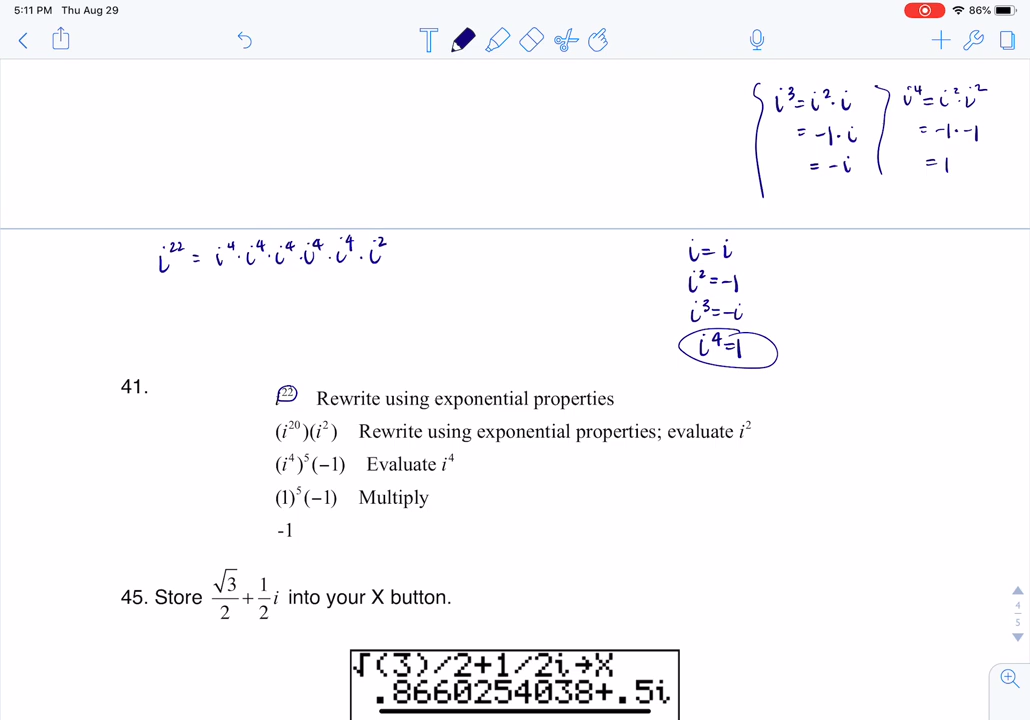 5:11 PM Thu Aug 29
86%
T
i³ = i² · i
= -1 · i
= -i
i⁴ = i² · i²
= -1 · -1
= 1
i²² = i⁴ · i⁴ · i⁴ · i⁴ · i⁴ · i²
i = i
i² = -1
i³ = -i
i⁴ = 1
41.
i²² Rewrite using exponential properties
(i²⁰)(i²) Rewrite using exponential properties; evaluate i²
(i⁴)⁵(−1) Evaluate i⁴
(1)⁵(−1) Multiply
-1
45. Store √3/2 + 1/2 i into your X button.
√(3)/2+1/2i→X
.8660254038+.5i
4
5